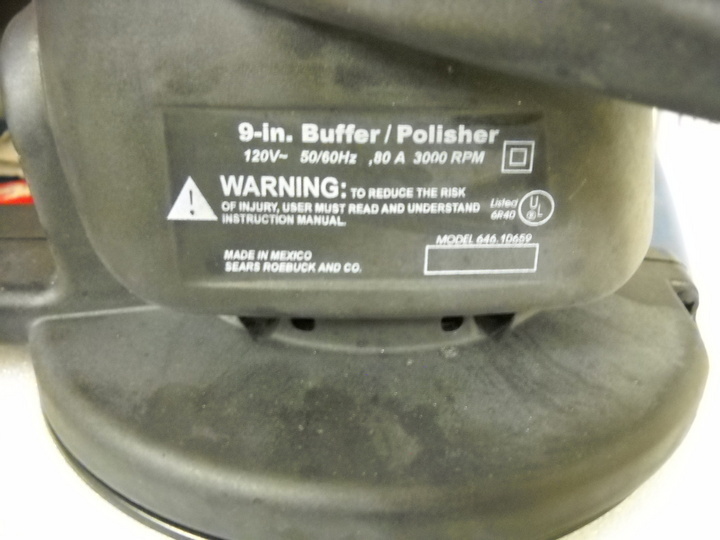 9-in. Buffer / Polisher
120V~ 50/60Hz ,80 A 3000 RPM
WARNING: TO REDUCE THE RISK
OF INJURY, USER MUST READ AND UNDERSTAND
INSTRUCTION MANUAL.
Listed UL
6R40
MODEL 646.10659
MADE IN MEXICO
SEARS ROEBUCK AND CO.